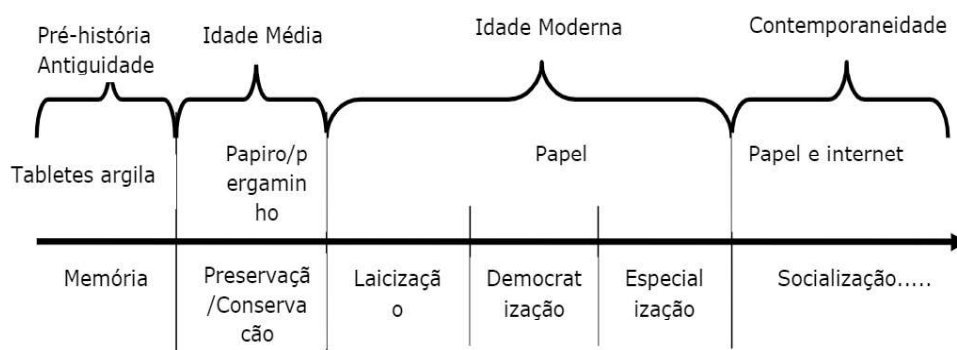 Pré-história
Antiguidade
Idade Média
Idade Moderna
Contemporaneidade
Tabletes argila
Papiro/p
ergamin
ho
Papel
Papel e internet
Memória
Preservaçã
/Conserva
cão
Laicizaçã
o
Democrat
ização
Especial
ização
Socialização.....